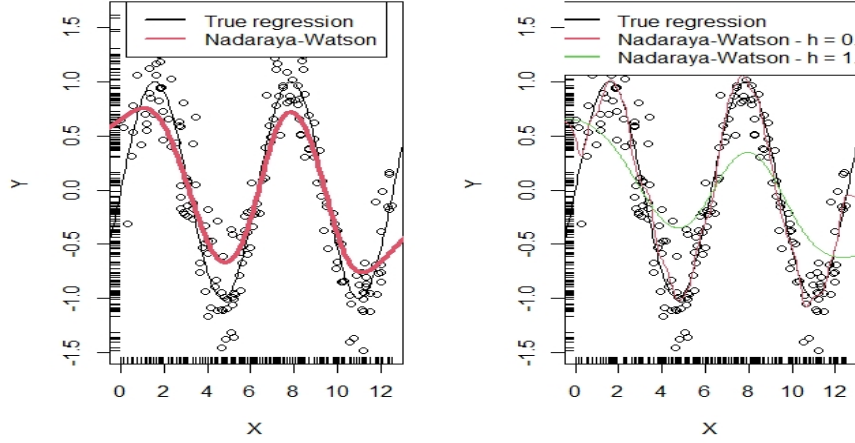 True regression
Nadaraya-Watson
1.5
1.0
0.5
0.0
-0.5
-1.0
-1.5
Y
0 2 4 6 8 10 12
X
True regression
Nadaraya-Watson - h = 0
Nadaraya-Watson - h = 1.
1.5
1.0
0.5
0.0
-0.5
-1.0
-1.5
Y
0 2 4 6 8 10 12
X